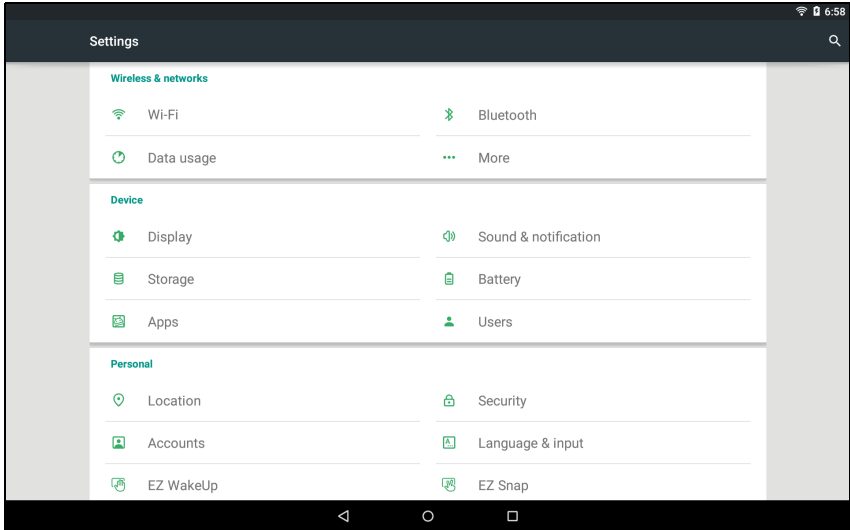 6:58
Settings
Wireless & networks
Wi-Fi Bluetooth
Data usage More
Device
Display Sound & notification
Storage Battery
Apps Users
Personal
Location Security
Accounts Language & input
EZ WakeUp EZ Snap